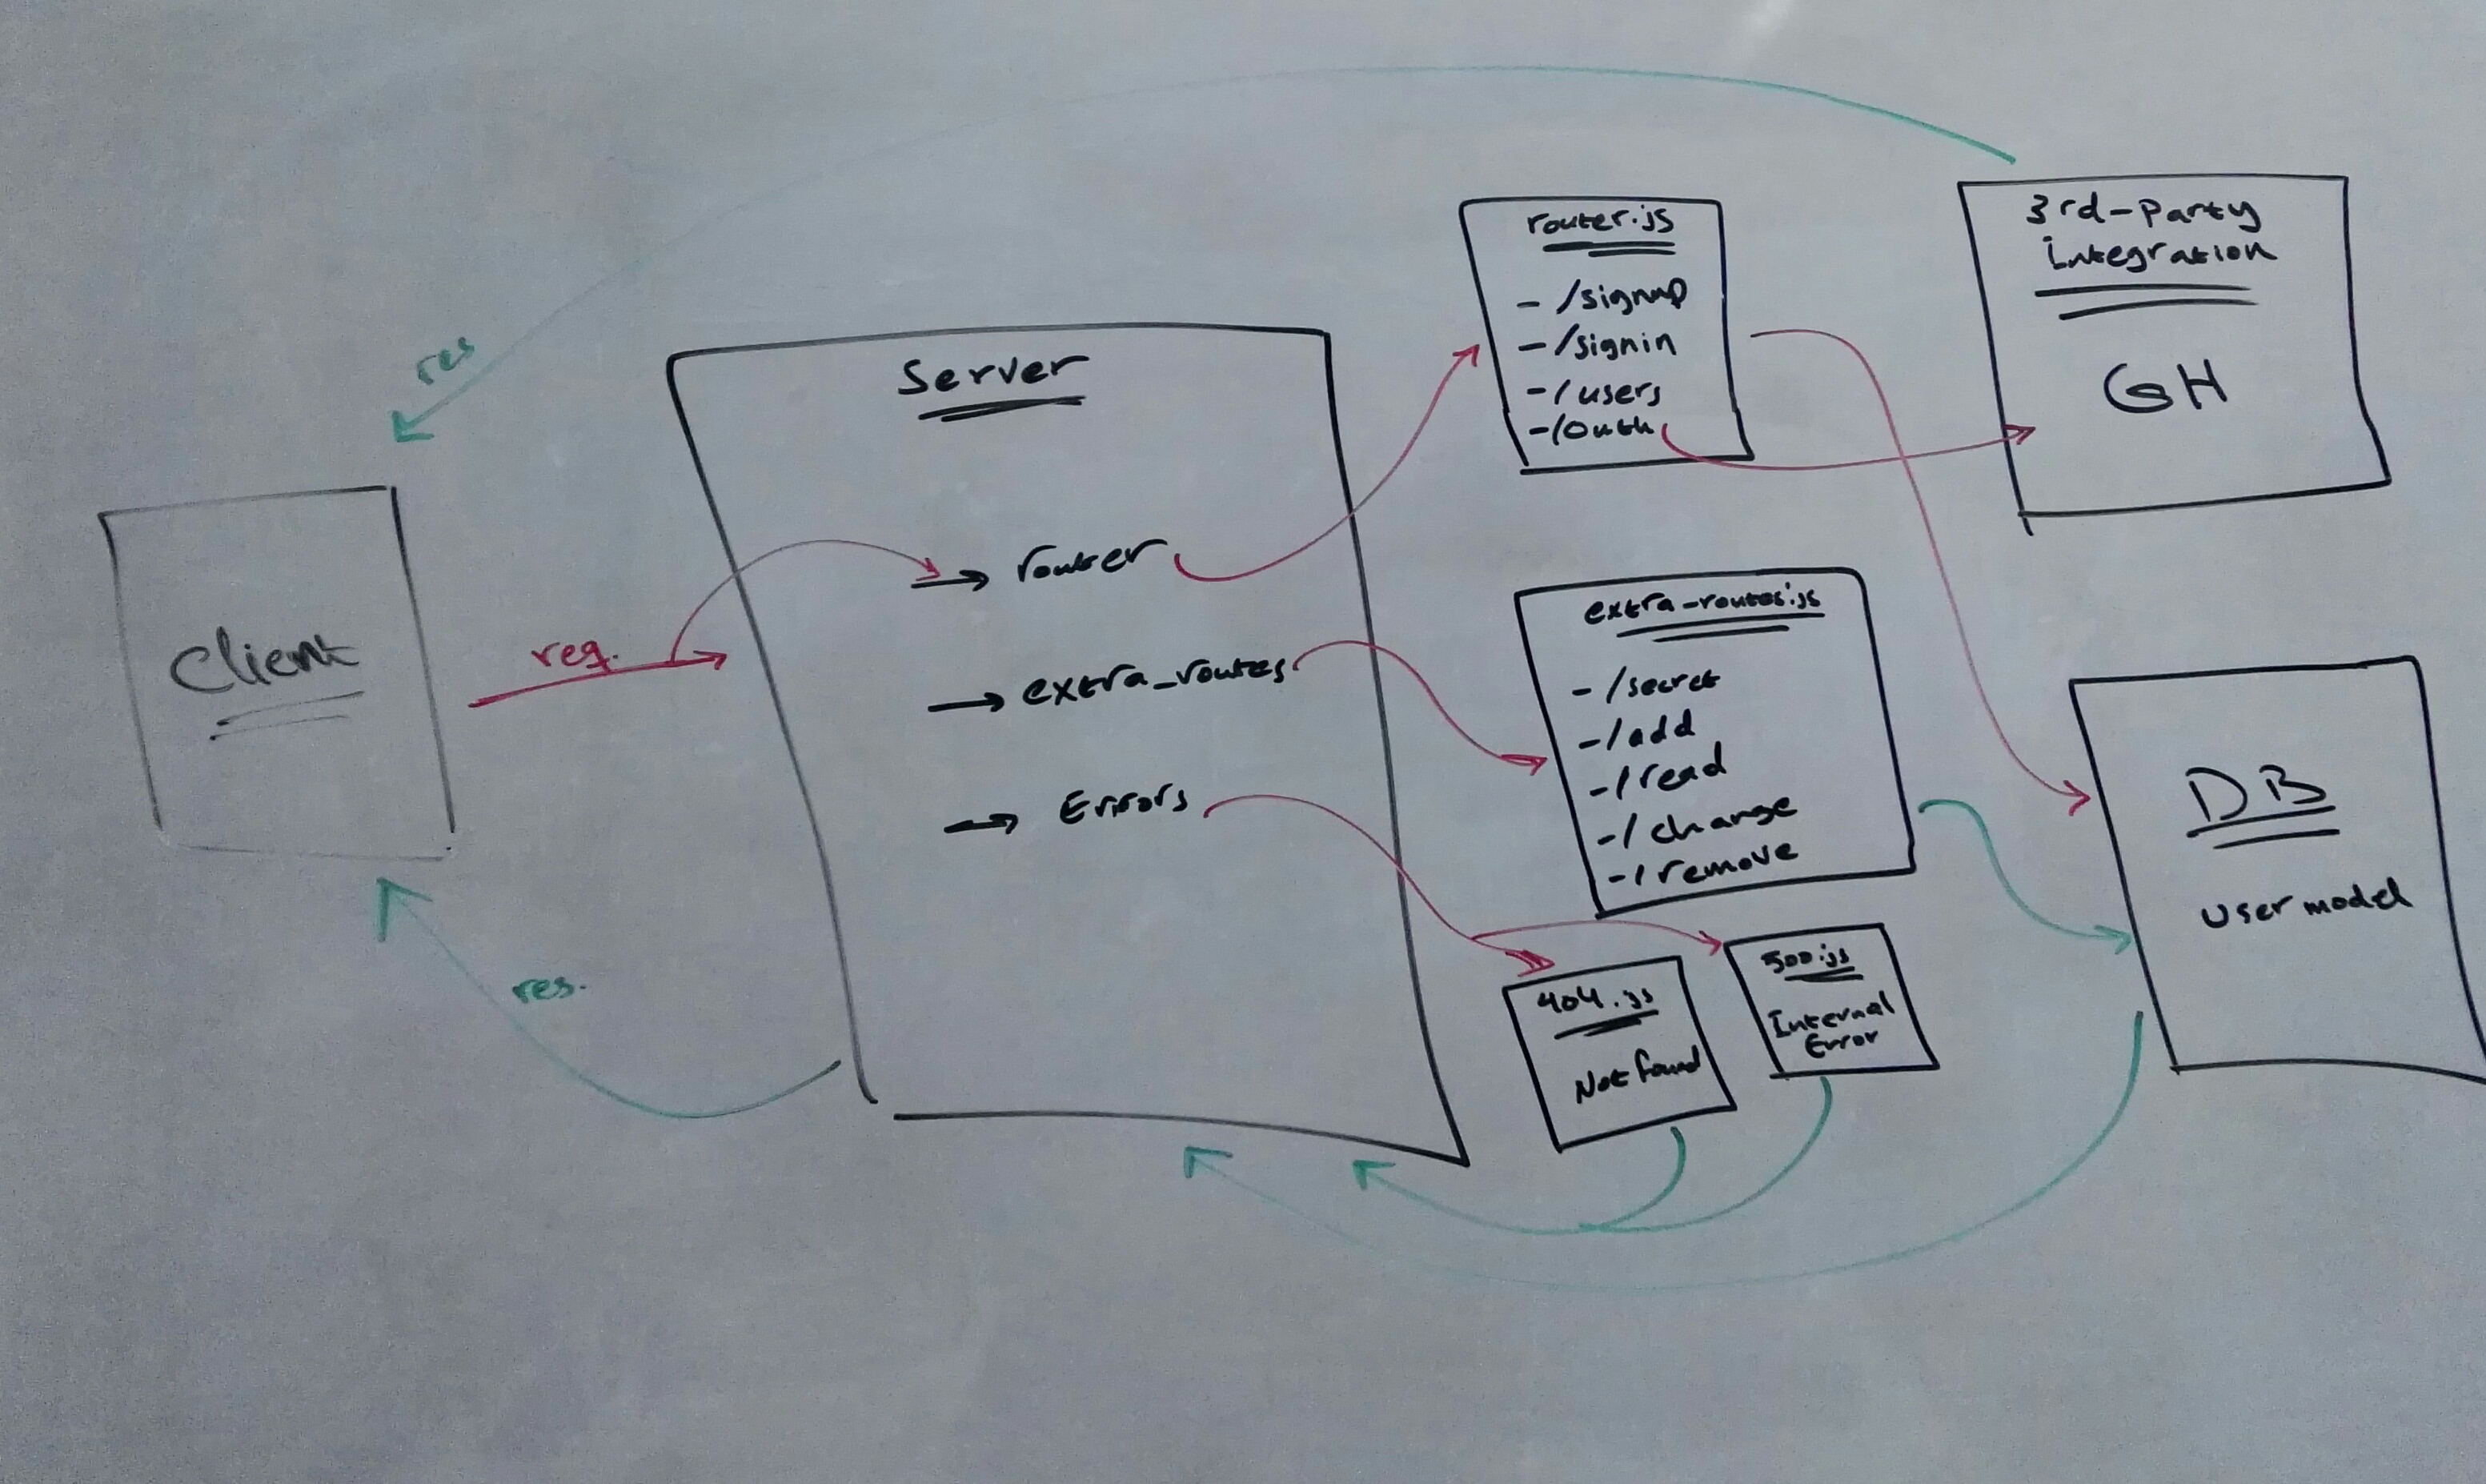 res
Client
req.
res.
Server
router
extra_routes
Errors
router.js
- /signup
- /signin
- /users
- /Outh
extra_routes.js
- /secret
- /add
- /read
- /change
- /remove
404.js
Not found
500.js
Internal
Error
3rd-party
integration
GH
DB
User model